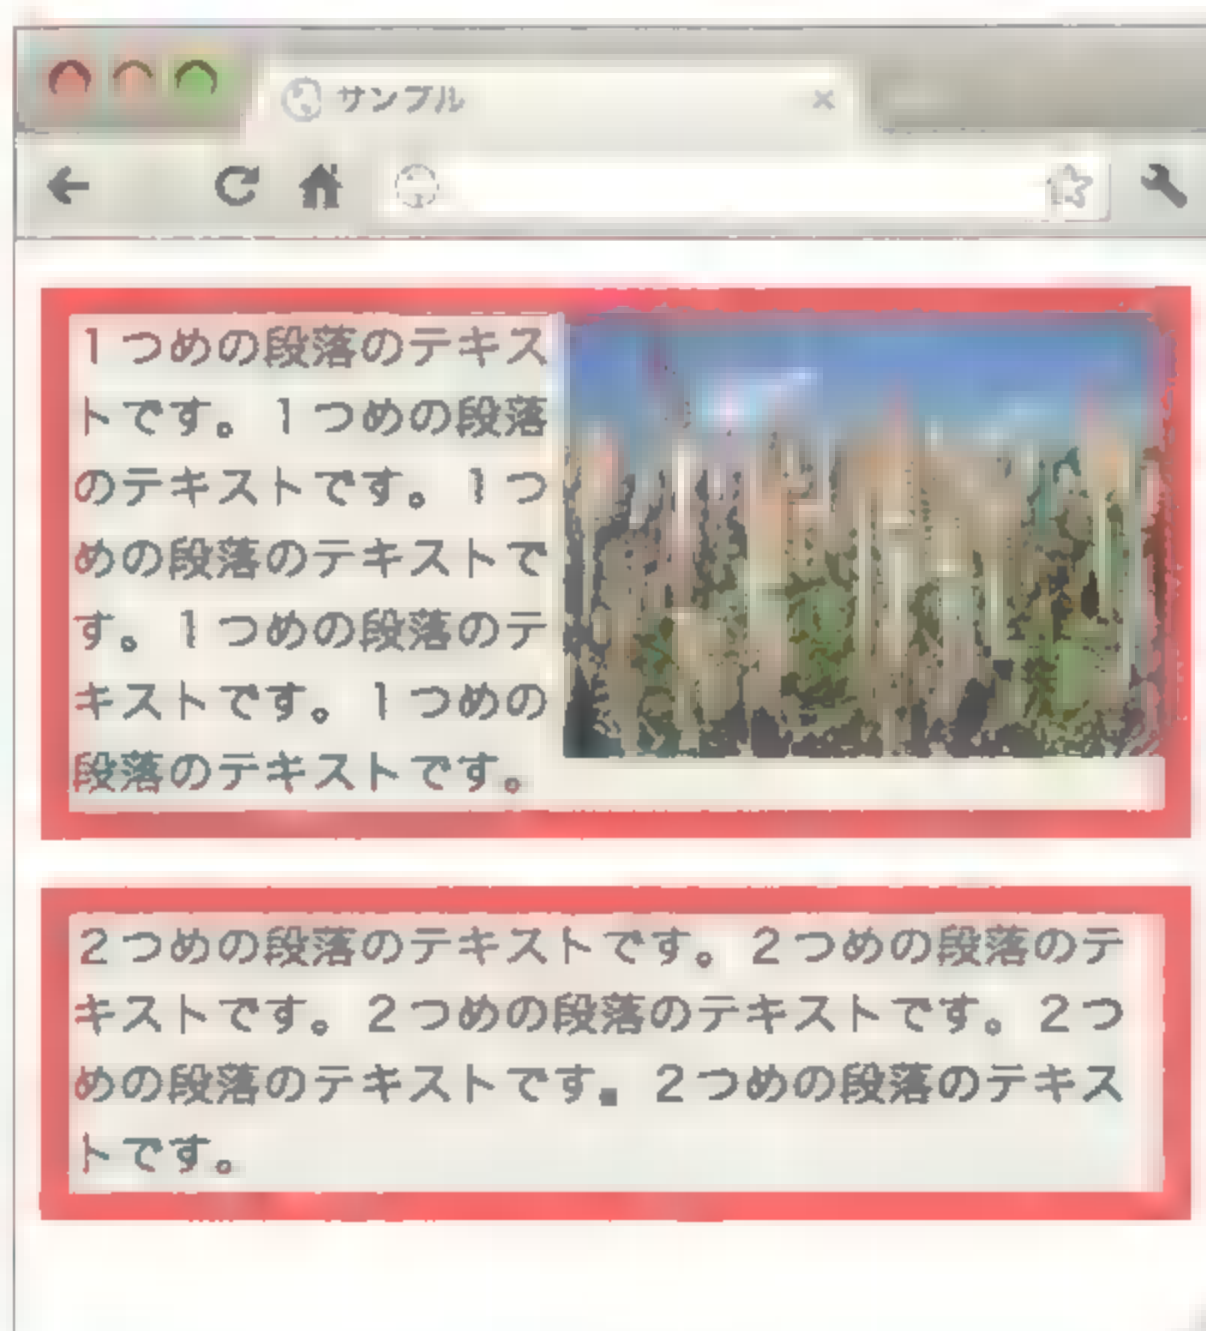 サンプル
1つめの段落のテキス
トです。1つめの段落
のテキストです。1つ
めの段落のテキストで
す。1つめの段落のテ
キストです。1つめの
段落のテキストです。
2つめの段落のテキストです。2つめの段落のテ
キストです。2つめの段落のテキストです。2つ
めの段落のテキストです。2つめの段落のテキス
トです。